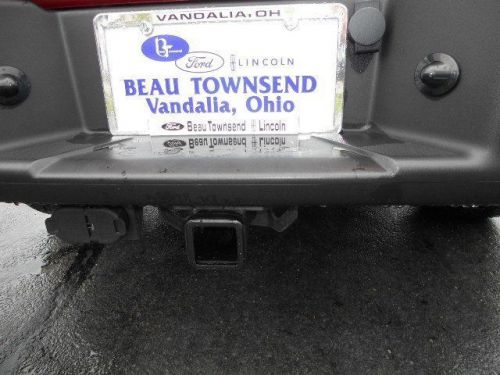 VANDALIA, OH
BT
Ford LINCOLN
BEAU TOWNSEND
Vandalia, Ohio
Ford Beau Townsend LINCOLN